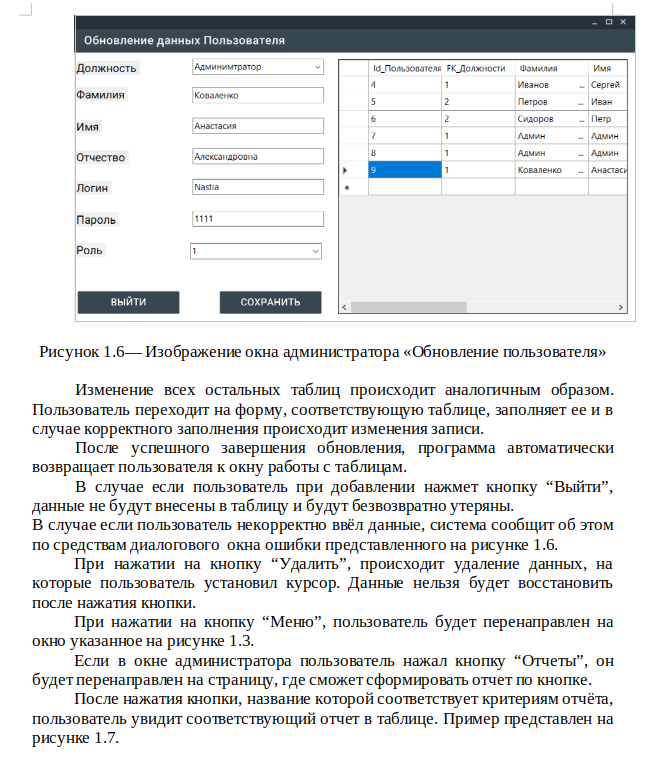 Обновление данных Пользователя
Должность
Админимтратор
Фамилия
Коваленко
Имя
Анастасия
Отчество
Александровна
Логин
Nastia
Пароль
1111
Роль
1
ВЫЙТИ
СОХРАНИТЬ
Id_Пользователя FK_Должности Фамилия Имя
4 1 Иванов ... Сергей
5 2 Петров ... Иван
6 2 Сидоров ... Петр
7 1 Админ ... Админ
8 1 Админ ... Админ
9 1 Коваленко ... Анастаси
Рисунок 1.6— Изображение окна администратора «Обновление пользователя»
Изменение всех остальных таблиц происходит аналогичным образом.
Пользователь переходит на форму, соответствующую таблице, заполняет ее и в
случае корректного заполнения происходит изменения записи.
После успешного завершения обновления, программа автоматически
возвращает пользователя к окну работы с таблицам.
В случае если пользователь при добавлении нажмет кнопку “Выйти”,
данные не будут внесены в таблицу и будут безвозвратно утеряны.
В случае если пользователь некорректно ввёл данные, система сообщит об этом
по средствам диалогового окна ошибки представленного на рисунке 1.6.
При нажатии на кнопку “Удалить”, происходит удаление данных, на
которые пользователь установил курсор. Данные нельзя будет восстановить
после нажатия кнопки.
При нажатии на кнопку “Меню”, пользователь будет перенаправлен на
окно указанное на рисунке 1.3.
Если в окне администратора пользователь нажал кнопку “Отчеты”, он
будет перенаправлен на страницу, где сможет сформировать отчет по кнопке.
После нажатия кнопки, название которой соответствует критериям отчёта,
пользователь увидит соответствующий отчет в таблице. Пример представлен на
рисунке 1.7.